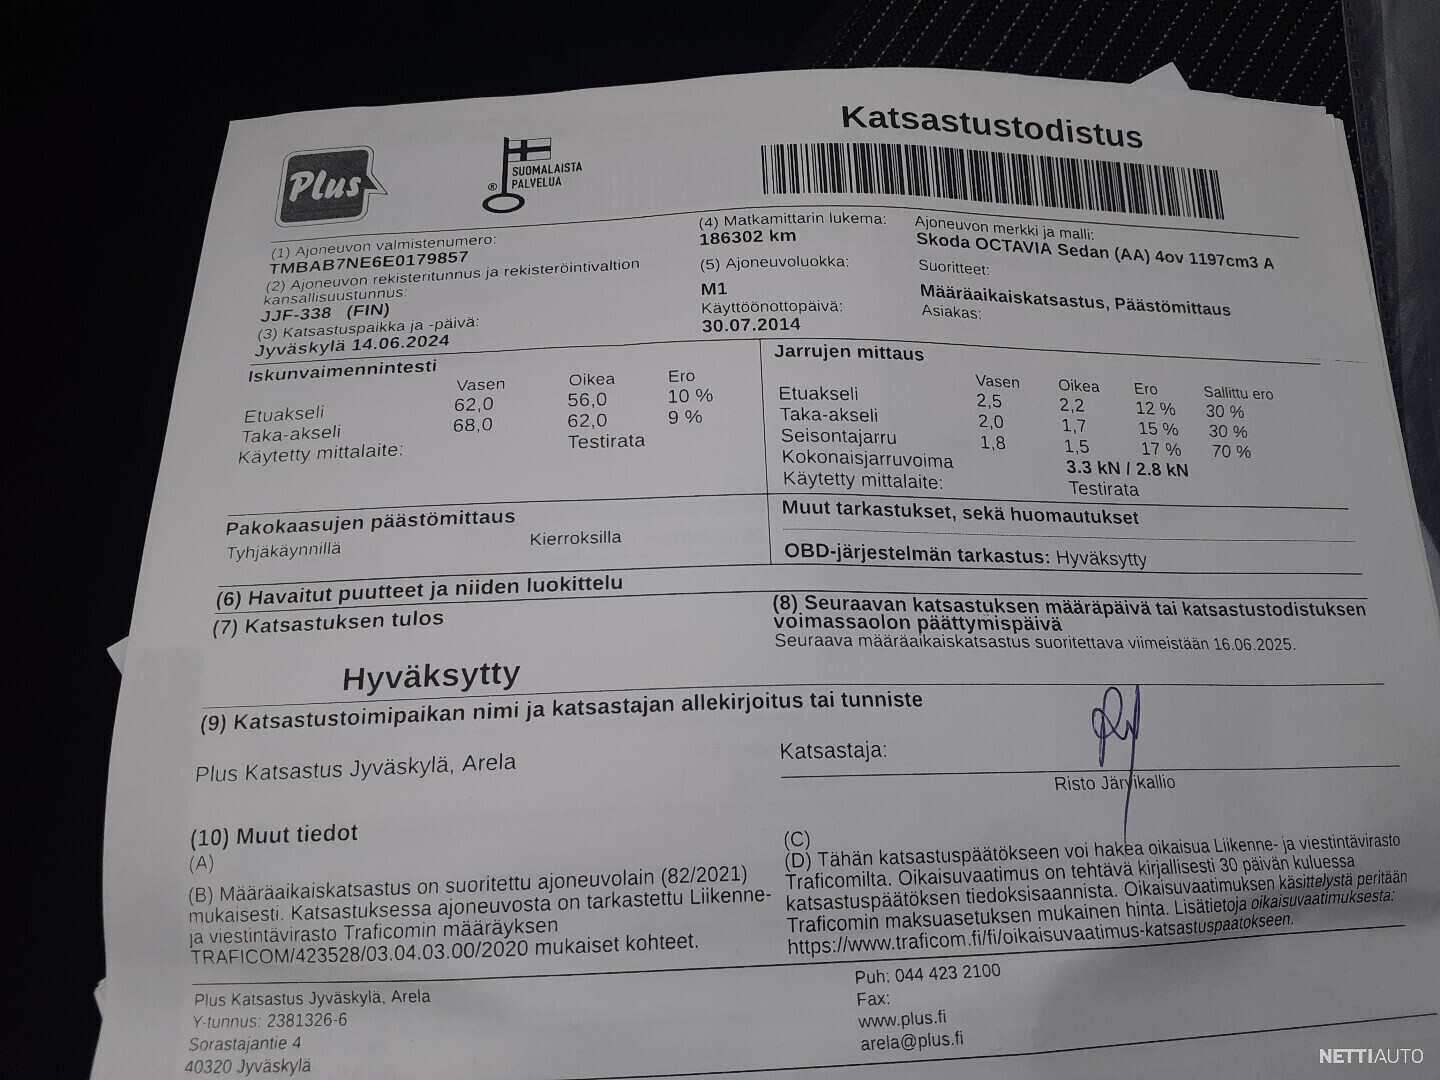 Katsastustodistus
Plus
SUOMALAISTA
® PALVELUA
(1) Ajoneuvon valmistenumero:
TMBAB7NE6E0179857
(2) Ajoneuvon rekisteritunnus ja rekisteröintivaltion
kansallisuustunnus:
JJF-338 (FIN)
(3) Katsastuspaikka ja -päivä:
Jyväskylä 14.06.2024
(4) Matkamittarin lukema:
186302 km
(5) Ajoneuvoluokka:
M1
Käyttöönottopäivä:
30.07.2014
Ajoneuvon merkki ja malli:
Skoda OCTAVIA Sedan (AA) 4ov 1197cm3 A
Suoritteet:
Määräaikaiskatsastus, Päästömittaus
Asiakas:
Iskunvaimennintesti
Vasen Oikea Ero
Etuakseli 62,0 56,0 10 %
Taka-akseli 68,0 62,0 9 %
Käytetty mittalaite: Testirata
Jarrujen mittaus
Vasen Oikea Ero Sallittu ero
Etuakseli 2,5 2,2 12 % 30 %
Taka-akseli 2,0 1,7 15 % 30 %
Seisontajarru 1,8 1,5 17 % 70 %
Kokonaisjarruvoima 3.3 kN / 2.8 kN
Käytetty mittalaite: Testirata
Pakokaasujen päästömittaus
Tyhjäkäynnillä Kierroksilla
Muut tarkastukset, sekä huomautukset
OBD-järjestelmän tarkastus: Hyväksytty
(6) Havaitut puutteet ja niiden luokittelu
(7) Katsastuksen tulos
Hyväksytty
(8) Seuraavan katsastuksen määräpäivä tai katsastustodistuksen
voimassaolon päättymispäivä
Seuraava määräaikaiskatsastus suoritettava viimeistään 16.06.2025.
(9) Katsastustoimipaikan nimi ja katsastajan allekirjoitus tai tunniste
Plus Katsastus Jyväskylä, Arela
Katsastaja:
Risto Järvikallio
(10) Muut tiedot
(A)
(B) Määräaikaiskatsastus on suoritettu ajoneuvolain (82/2021)
mukaisesti. Katsastuksessa ajoneuvosta on tarkastettu Liikenne-
ja viestintävirasto Traficomin määräyksen
TRAFICOM/423528/03.04.03.00/2020 mukaiset kohteet.
(C)
(D) Tähän katsastuspäätökseen voi hakea oikaisua Liikenne- ja viestintävirasto
Traficomilta. Oikaisuvaatimus on tehtävä kirjallisesti 30 päivän kuluessa
katsastuspäätöksen tiedoksisaannista. Oikaisuvaatimuksen käsittelystä peritään
Traficomin maksuasetuksen mukainen hinta. Lisätietoja oikaisuvaatimuksesta:
https://www.traficom.fi/fi/oikaisuvaatimus-katsastuspaatokseen.
Plus Katsastus Jyväskylä, Arela
Y-tunnus: 2381326-6
Sorastajantie 4
40320 Jyväskylä
Puh: 044 423 2100
Fax:
www.plus.fi
arela@plus.fi
NETTIAUTO